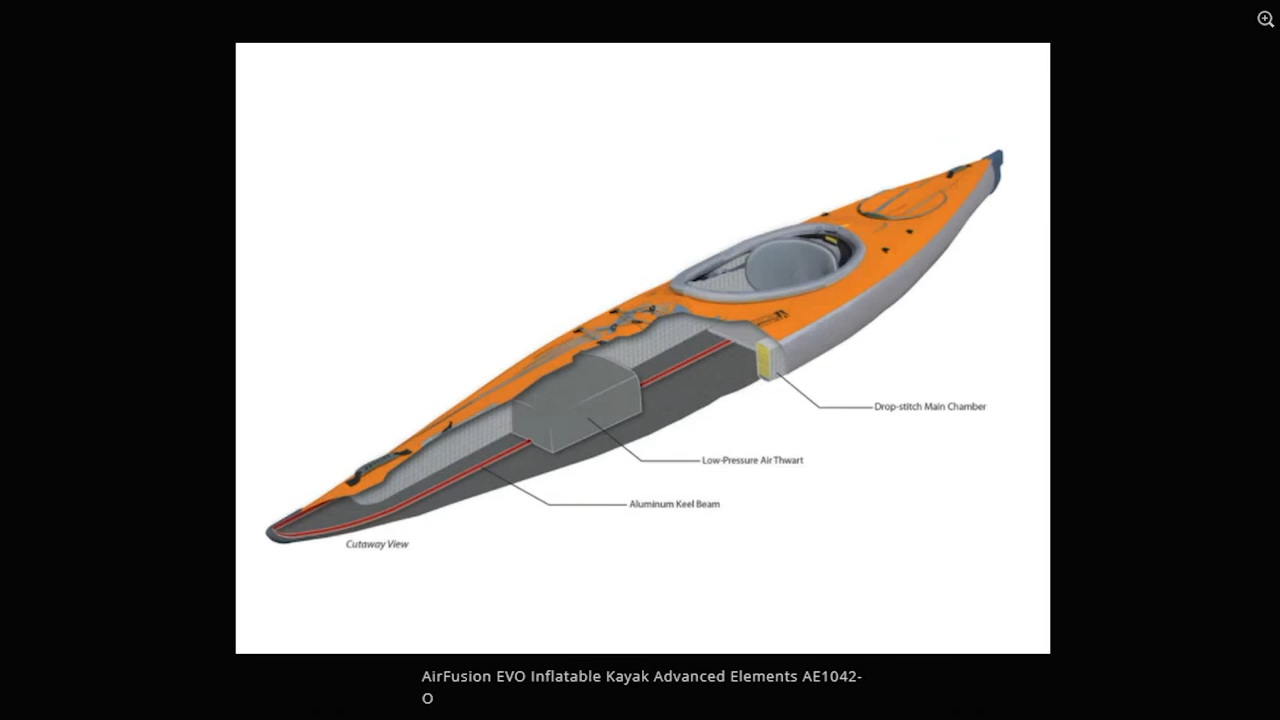 Drop-stitch Main Chamber
Low-Pressure Air Thwart
Aluminum Keel Beam
Cutaway View
AirFusion EVO Inflatable Kayak Advanced Elements AE1042-
O